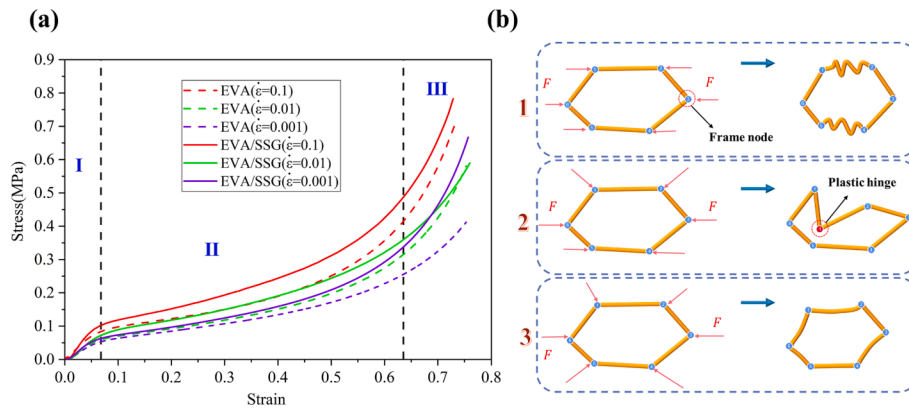 (a)
0.9
0.8
0.7
0.6
0.5
0.4
0.3
0.2
0.1
0.0
Stress(MPa)
I
II
III
EVA(ε̇=0.1)
EVA(ε̇=0.01)
EVA(ε̇=0.001)
EVA/SSG(ε̇=0.1)
EVA/SSG(ε̇=0.01)
EVA/SSG(ε̇=0.001)
0.0 0.1 0.2 0.3 0.4 0.5 0.6 0.7 0.8
Strain
(b)
1
F
F
Frame node
2
F
F
Plastic hinge
3
F
F